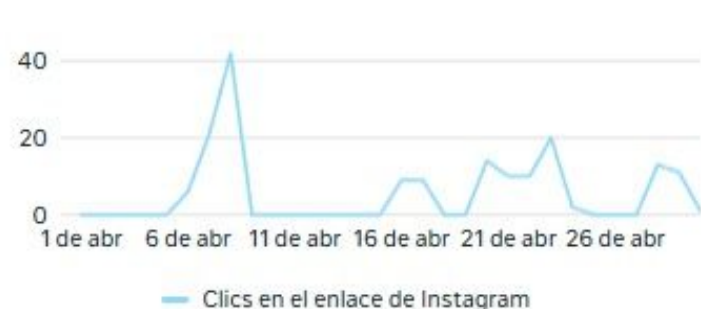 40
20
0
1 de abr 6 de abr 11 de abr 16 de abr 21 de abr 26 de abr
Clics en el enlace de Instagram